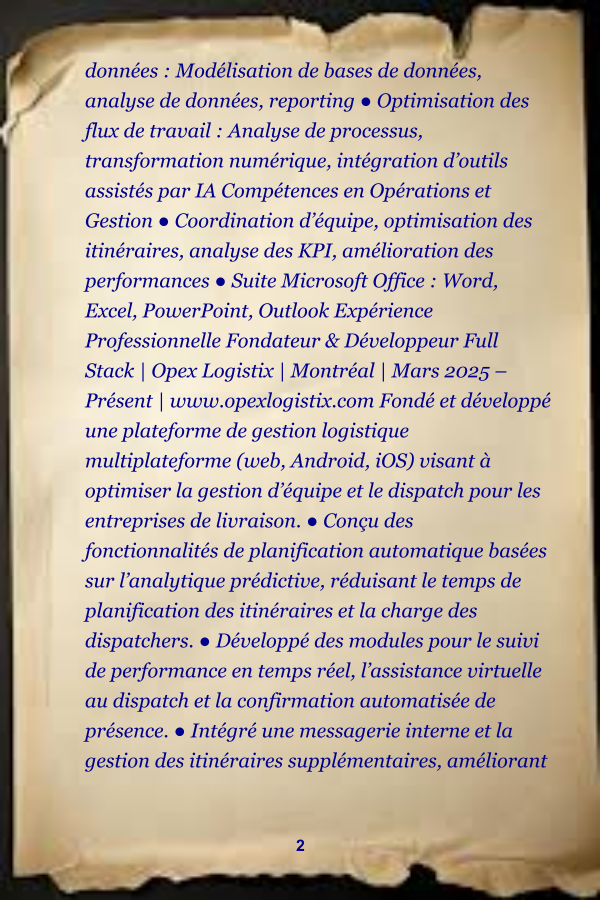 données : Modélisation de bases de données,
analyse de données, reporting ● Optimisation des
flux de travail : Analyse de processus,
transformation numérique, intégration d’outils
assistés par IA Compétences en Opérations et
Gestion ● Coordination d’équipe, optimisation des
itinéraires, analyse des KPI, amélioration des
performances ● Suite Microsoft Office : Word,
Excel, PowerPoint, Outlook Expérience
Professionnelle Fondateur & Développeur Full
Stack | Opex Logistix | Montréal | Mars 2025 –
Présent | www.opexlogistix.com Fondé et développé
une plateforme de gestion logistique
multiplateforme (web, Android, iOS) visant à
optimiser la gestion d’équipe et le dispatch pour les
entreprises de livraison. ● Conçu des
fonctionnalités de planification automatique basées
sur l’analytique prédictive, réduisant le temps de
planification des itinéraires et la charge des
dispatchers. ● Développé des modules pour le suivi
de performance en temps réel, l’assistance virtuelle
au dispatch et la confirmation automatisée de
présence. ● Intégré une messagerie interne et la
gestion des itinéraires supplémentaires, améliorant
2